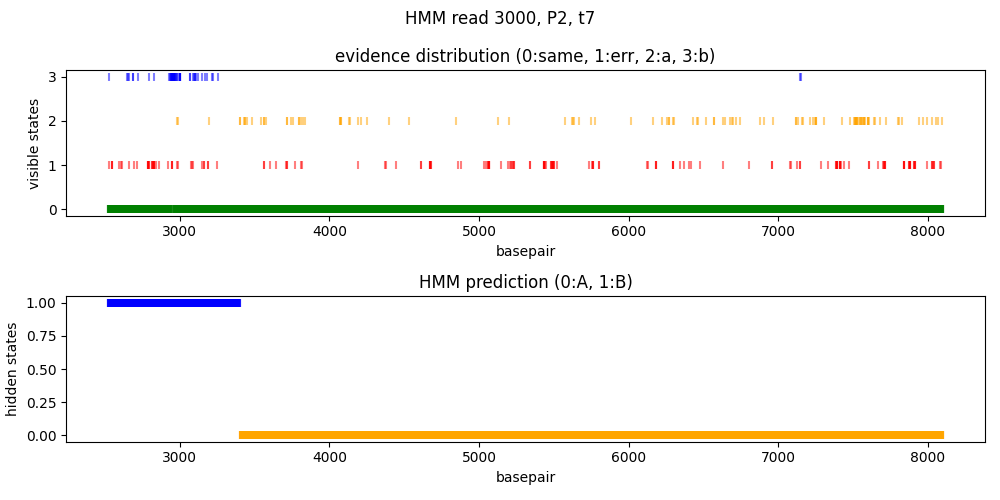 HMM read 3000, P2, t7
evidence distribution (0:same, 1:err, 2:a, 3:b)
visible states
3
2
1
0
3000 4000 5000 6000 7000 8000
basepair
HMM prediction (0:A, 1:B)
hidden states
1.00
0.75
0.50
0.25
0.00
3000 4000 5000 6000 7000 8000
basepair